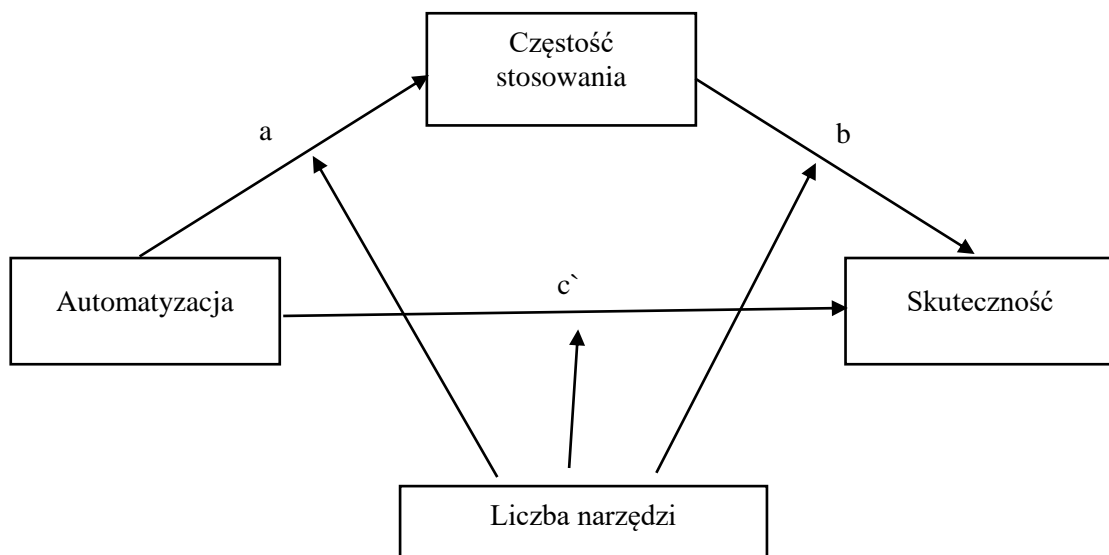 Częstość
stosowania
a
b
Automatyzacja
c`
Skuteczność
Liczba narzędzi